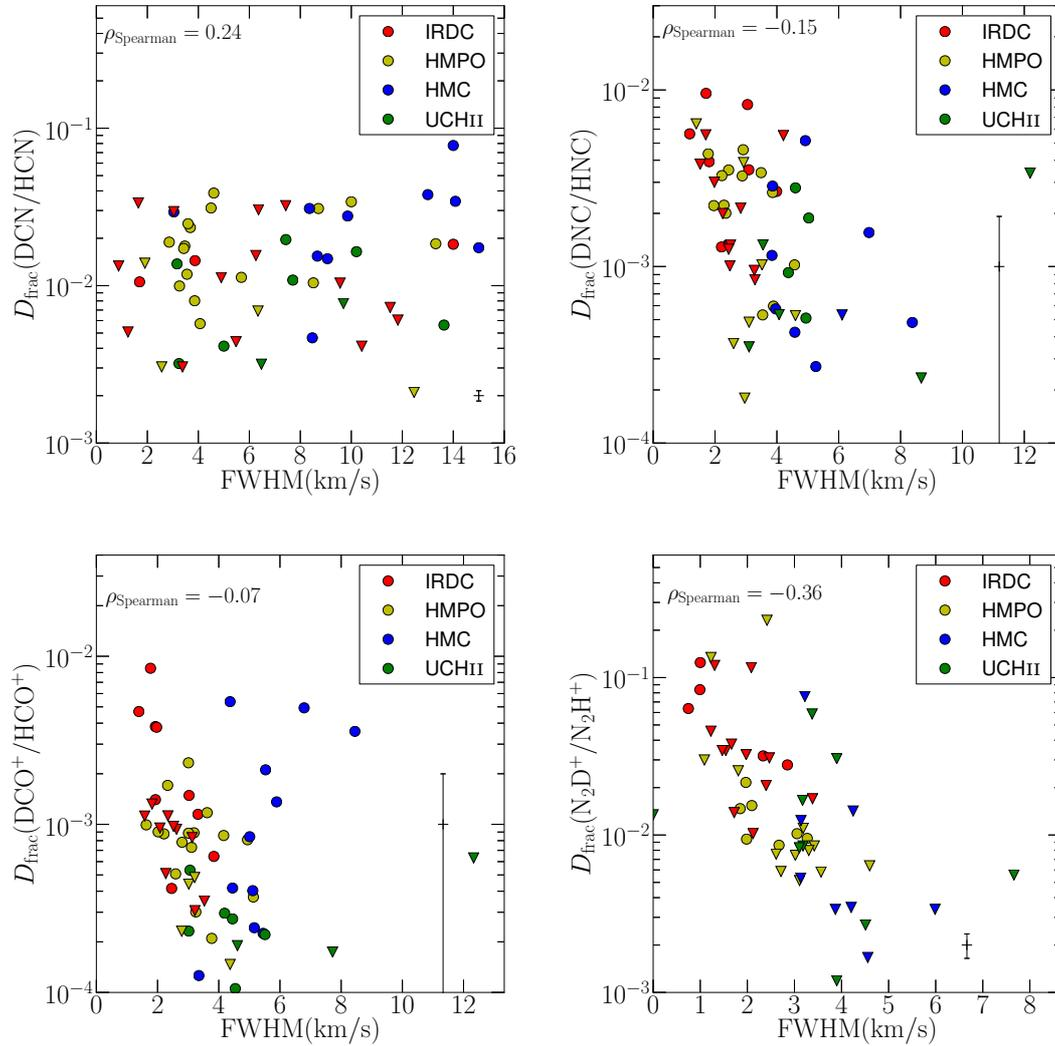 ρSpearman = 0.24
IRDC
HMPO
HMC
UCHII
10⁻¹
10⁻²
10⁻³
Dfrac(DCN/HCN)
0 2 4 6 8 10 12 14 16
FWHM(km/s)
ρSpearman = −0.15
IRDC
HMPO
HMC
UCHII
10⁻²
10⁻³
10⁻⁴
Dfrac(DNC/HNC)
0 2 4 6 8 10 12
FWHM(km/s)
ρSpearman = −0.07
IRDC
HMPO
HMC
UCHII
10⁻²
10⁻³
10⁻⁴
Dfrac(DCO⁺/HCO⁺)
0 2 4 6 8 10 12
FWHM(km/s)
ρSpearman = −0.36
IRDC
HMPO
HMC
UCHII
10⁻¹
10⁻²
10⁻³
Dfrac(N₂D⁺/N₂H⁺)
0 1 2 3 4 5 6 7 8
FWHM(km/s)